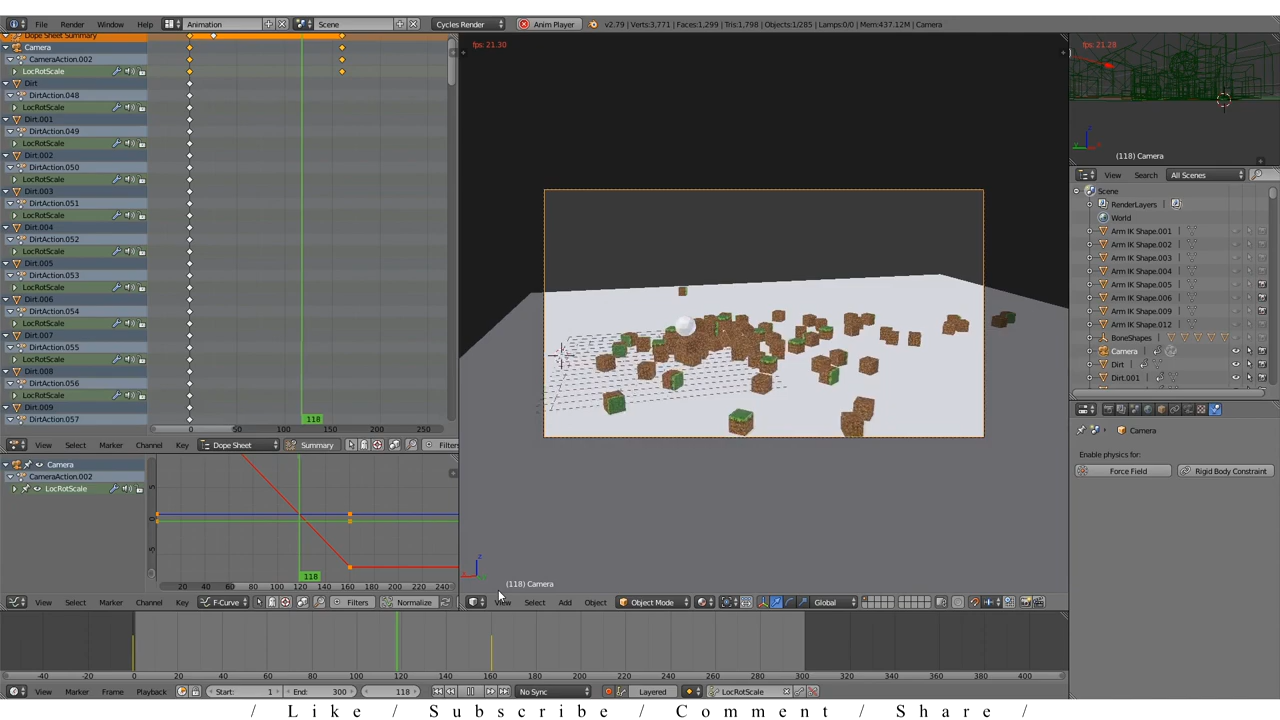 File Render Window Help Animation Scene Cycles Render Anim Player v2.79 | Verts:3,771 | Faces:1,299 | Tris:1,798 | Objects:1/285 | Lamps:0/0 | Mem:437.12M | Camera
Dope Sheet Summary
Camera
CameraAction.002
LocRotScale
Dirt
DirtAction.048
LocRotScale
Dirt.001
DirtAction.049
LocRotScale
Dirt.002
DirtAction.050
LocRotScale
Dirt.003
DirtAction.051
LocRotScale
Dirt.004
DirtAction.052
LocRotScale
Dirt.005
DirtAction.053
LocRotScale
Dirt.006
DirtAction.054
LocRotScale
Dirt.007
DirtAction.055
LocRotScale
Dirt.008
DirtAction.056
LocRotScale
Dirt.009
DirtAction.057
118
0 50 100 150 200 250
View Select Marker Channel Key Dope Sheet Summary Filters
Camera
CameraAction.002
LocRotScale
5
0
-5
118
20 40 60 80 100 120 140 160 180 200 220 240
View Select Marker Channel Key F-Curve Filters Normalize
fps: 21.30
(118) Camera
View Select Add Object Object Mode Global
fps: 21.28
(118) Camera
View Search All Scenes
Scene
RenderLayers |
World
Arm IK Shape.001 |
Arm IK Shape.002 |
Arm IK Shape.003 |
Arm IK Shape.004 |
Arm IK Shape.005 |
Arm IK Shape.006 |
Arm IK Shape.009 |
Arm IK Shape.012 |
BoneShapes |
Camera |
Dirt |
Dirt.001 |
Camera
Enable physics for:
Force Field Rigid Body Constraint
-40 -20 0 20 40 60 80 100 120 140 160 180 200 220 240 260 280 300 320 340 360 380 400
View Marker Frame Playback Start: 1 End: 300 118 No Sync Layered LocRotScale
/ Like / Subscribe / Comment / Share /